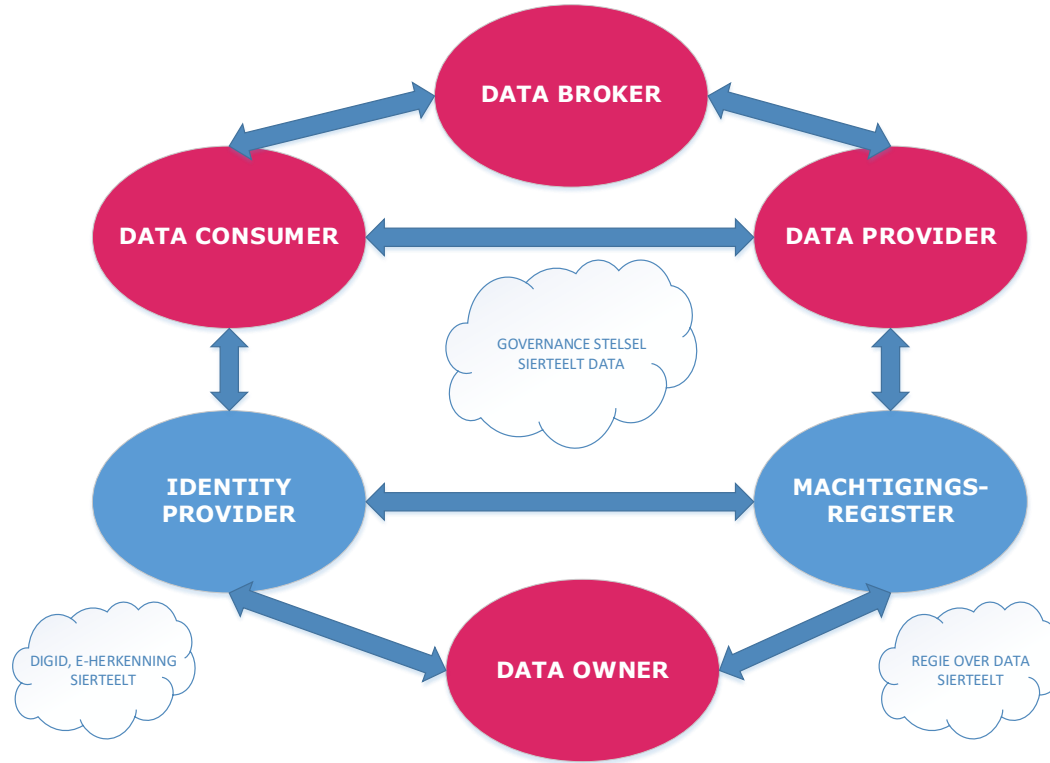 DATA BROKER
DATA CONSUMER
DATA PROVIDER
GOVERNANCE STELSEL
SIERTEELT DATA
IDENTITY
PROVIDER
MACHTIGINGS-
REGISTER
DIGID, E-HERKENNING
SIERTEELT
DATA OWNER
REGIE OVER DATA
SIERTEELT